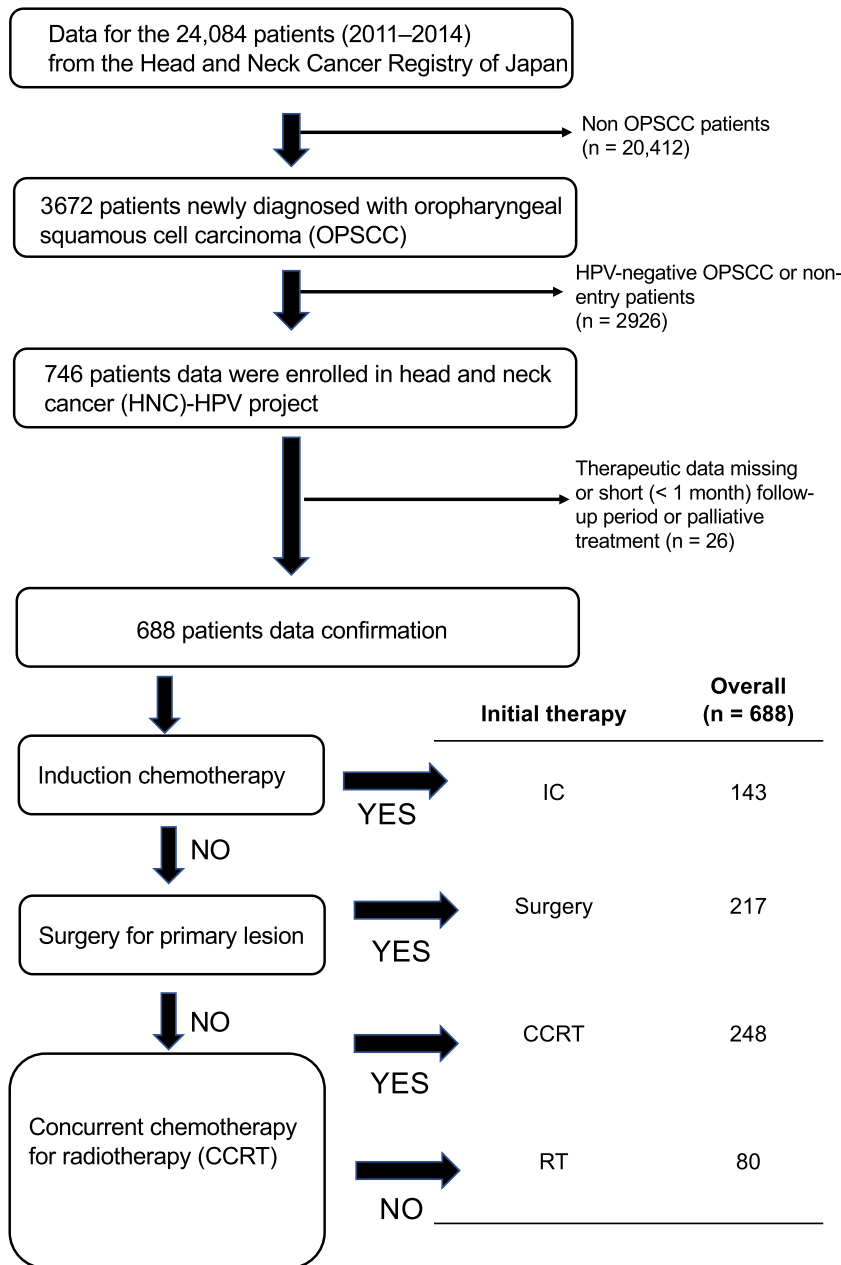 Data for the 24,084 patients (2011–2014)
from the Head and Neck Cancer Registry of Japan
Non OPSCC patients
(n = 20,412)
3672 patients newly diagnosed with oropharyngeal
squamous cell carcinoma (OPSCC)
HPV-negative OPSCC or non-
entry patients
(n = 2926)
746 patients data were enrolled in head and neck
cancer (HNC)-HPV project
Therapeutic data missing
or short (< 1 month) follow-
up period or palliative
treatment (n = 26)
688 patients data confirmation
Initial therapy
Overall
(n = 688)
Induction chemotherapy
YES
IC
143
NO
Surgery for primary lesion
YES
Surgery
217
NO
Concurrent chemotherapy
for radiotherapy (CCRT)
YES
CCRT
248
NO
RT
80